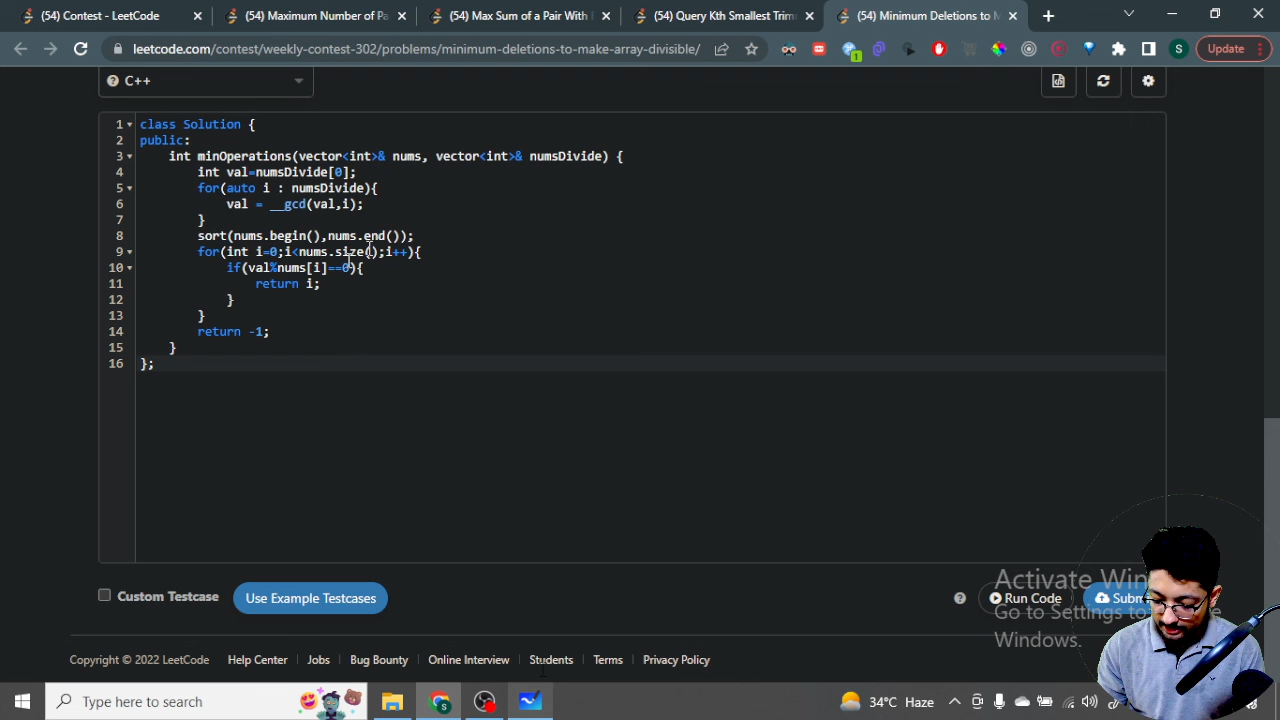 (54) Contest - LeetCode
(54) Maximum Number of Pa
(54) Max Sum of a Pair With
(54) Query Kth Smallest Trim
(54) Minimum Deletions to M
leetcode.com/contest/weekly-contest-302/problems/minimum-deletions-to-make-array-divisible/
1
S
Update
C++
1 class Solution {
2 public:
3 int minOperations(vector<int>& nums, vector<int>& numsDivide) {
4 int val=numsDivide[0];
5 for(auto i : numsDivide){
6 val = __gcd(val,i);
7 }
8 sort(nums.begin(),nums.end());
9 for(int i=0;i<nums.size();i++){
10 if(val%nums[i]==0){
11 return i;
12 }
13 }
14 return -1;
15 }
16 };
Custom Testcase
Use Example Testcases
Run Code
Subm
Activate Win
Go to Settings to
Windows.
Copyright © 2022 LeetCode
Help Center
Jobs
Bug Bounty
Online Interview
Students
Terms
Privacy Policy
Type here to search
34°C Haze